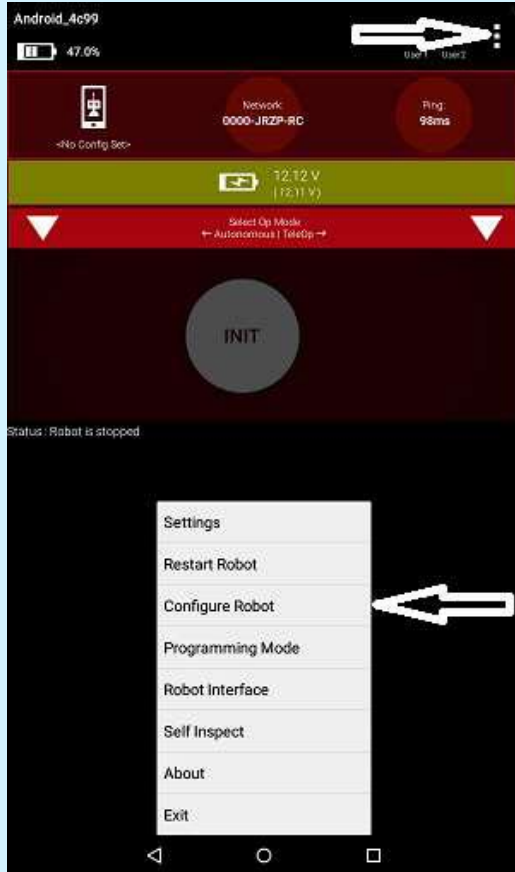 Android_4c99
47.0%
User1 User2
<No Config Set>
Network:
0000-JRZP-RC
Ping:
98ms
12.12 V
( 12.11 V)
Select Op Mode
← Autonomous | TeleOp →
INIT
Status : Robot is stopped
Settings
Restart Robot
Configure Robot
Programming Mode
Robot Interface
Self Inspect
About
Exit